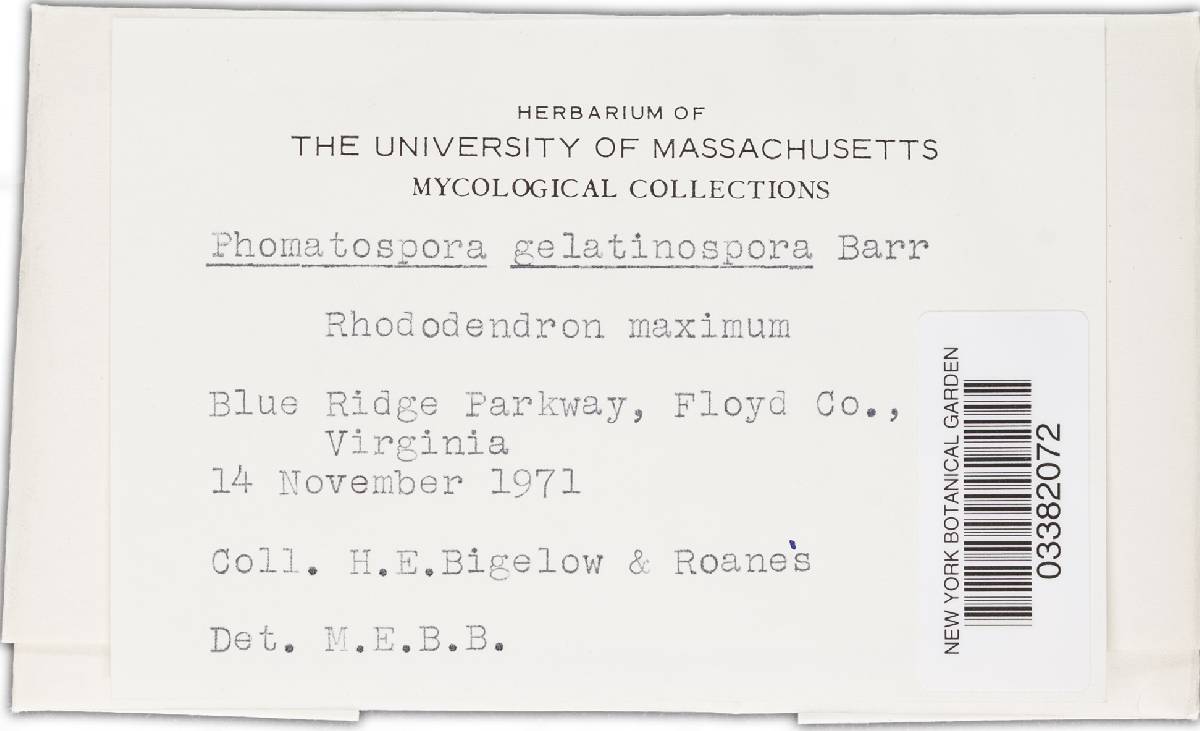 HERBARIUM OF
THE UNIVERSITY OF MASSACHUSETTS
MYCOLOGICAL COLLECTIONS
Phomatospora gelatinospora Barr
Rhododendron maximum
Blue Ridge Parkway, Floyd Co.,
Virginia
14 November 1971
Coll. H.E.Bigelow & Roane's
Det. M.E.B.B.
NEW YORK BOTANICAL GARDEN
03382072